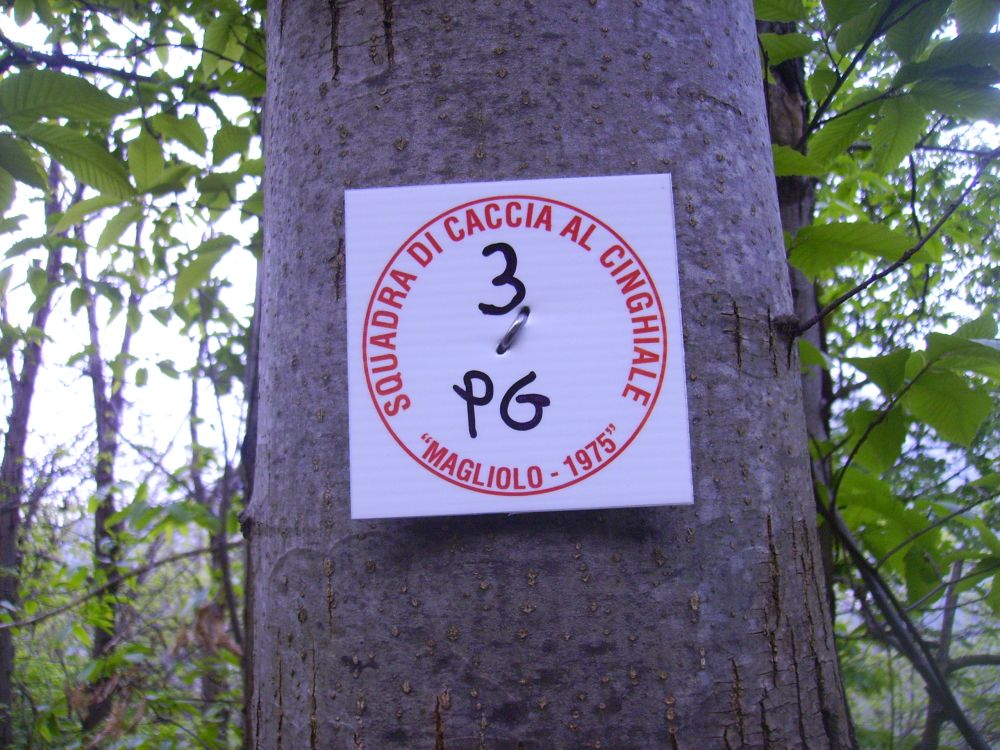 SQUADRA DI CACCIA AL CINGHIALE
3
PG
"MAGLIOLO - 1975"